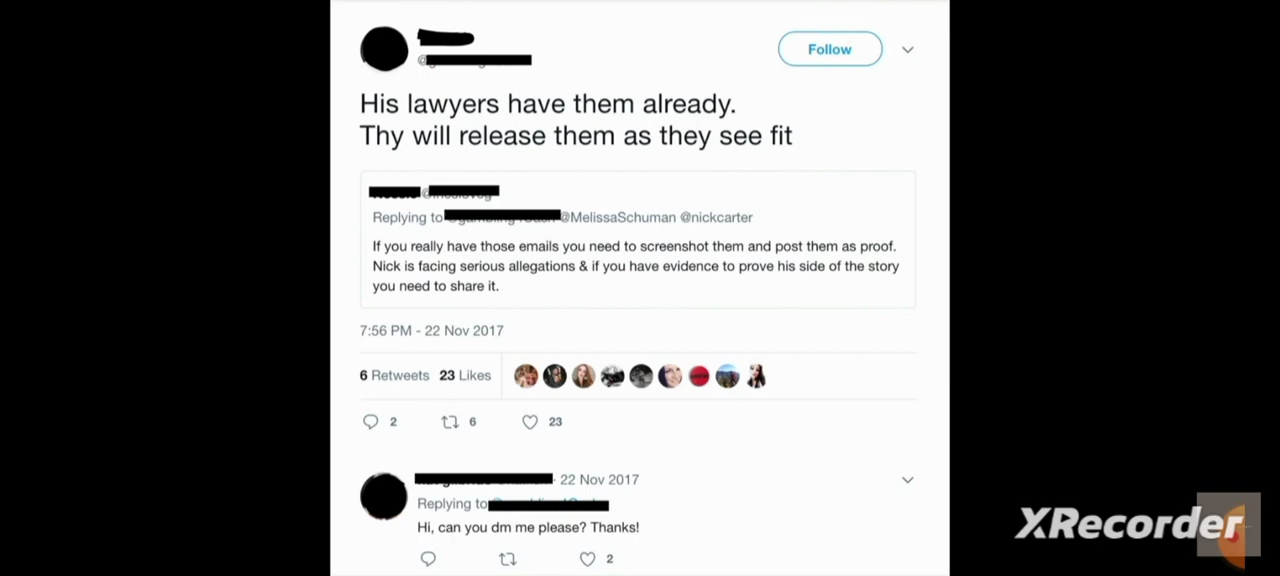 Follow
His lawyers have them already.
Thy will release them as they see fit
Replying to @MelissaSchuman @nickcarter
If you really have those emails you need to screenshot them and post them as proof.
Nick is facing serious allegations & if you have evidence to prove his side of the story
you need to share it.
7:56 PM - 22 Nov 2017
6 Retweets 23 Likes
2 6 23
22 Nov 2017
Replying to
Hi, can you dm me please? Thanks!
2
XRecorder